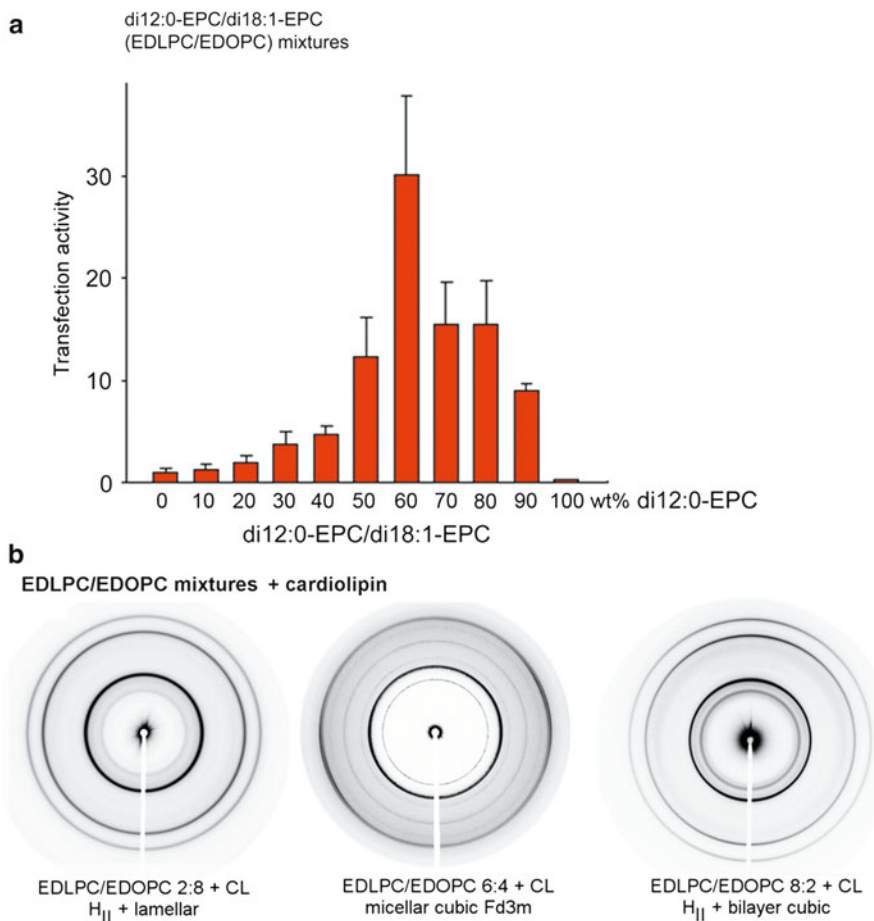 a
di12:0-EPC/di18:1-EPC
(EDLPC/EDOPC) mixtures
Transfection activity
30
20
10
0
0 10 20 30 40 50 60 70 80 90 100 wt% di12:0-EPC
di12:0-EPC/di18:1-EPC
b
EDLPC/EDOPC mixtures + cardiolipin
EDLPC/EDOPC 2:8 + CL
H_II + lamellar
EDLPC/EDOPC 6:4 + CL
micellar cubic Fd3m
EDLPC/EDOPC 8:2 + CL
H_II + bilayer cubic